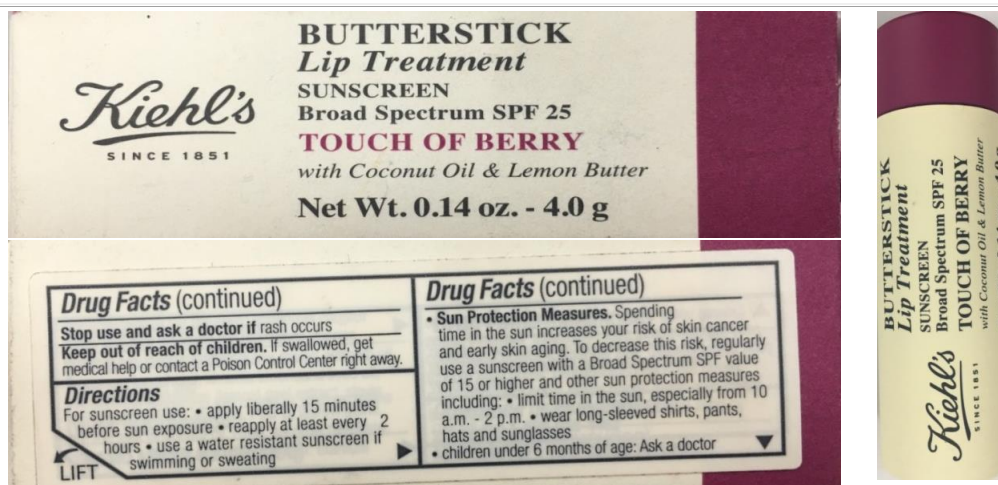 Kiehl's
SINCE 1851
BUTTERSTICK
Lip Treatment
SUNSCREEN
Broad Spectrum SPF 25
TOUCH OF BERRY
with Coconut Oil & Lemon Butter
Net Wt. 0.14 oz. - 4.0 g
Drug Facts (continued)
Stop use and ask a doctor if rash occurs
Keep out of reach of children. If swallowed, get
medical help or contact a Poison Control Center right away.
Directions
For sunscreen use: • apply liberally 15 minutes
before sun exposure • reapply at least every 2
hours • use a water resistant sunscreen if
swimming or sweating
LIFT
Drug Facts (continued)
• Sun Protection Measures. Spending
time in the sun increases your risk of skin cancer
and early skin aging. To decrease this risk, regularly
use a sunscreen with a Broad Spectrum SPF value
of 15 or higher and other sun protection measures
including: • limit time in the sun, especially from 10
a.m. - 2 p.m. • wear long-sleeved shirts, pants,
hats and sunglasses
• children under 6 months of age: Ask a doctor
BUTTERSTICK
Lip Treatment
SUNSCREEN
Broad Spectrum SPF 25
TOUCH OF BERRY
with Coconut Oil & Lemon Butter
Kiehl's
SINCE 1851